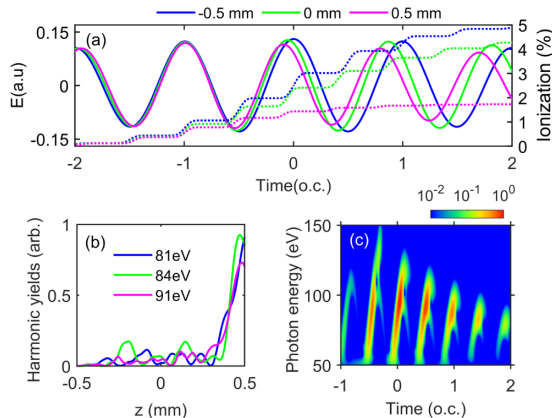 -0.5 mm 0 mm 0.5 mm
(a)
E(a.u)
0.15
0
-0.15
Ionization (%)
5
4
3
2
1
0
-2 -1 0 1 2
Time(o.c.)
10-2 10-1 100
(b)
Harmonic yields (arb.)
1
0.5
0
81eV
84eV
91eV
-0.5 0 0.5
z (mm)
(c)
Photon energy (eV)
150
100
50
-1 0 1 2
Time (o.c.)